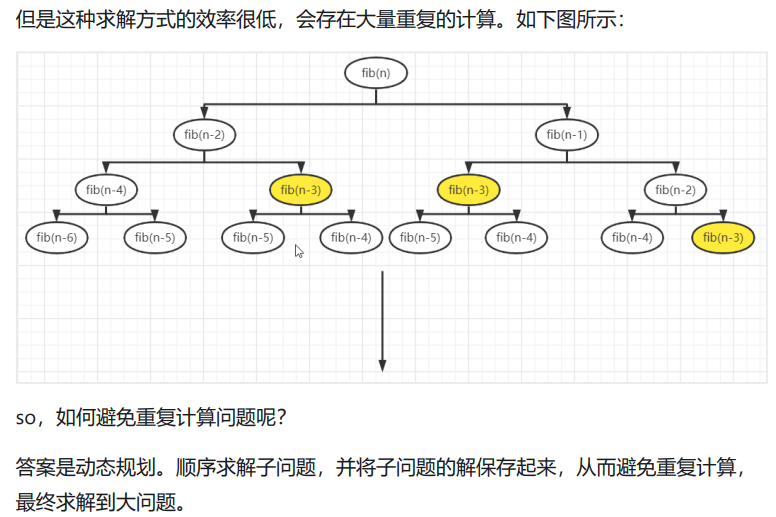 但是这种求解方式的效率很低，会存在大量重复的计算。如下图所示：
fib(n)
fib(n-2) fib(n-1)
fib(n-4) fib(n-3) fib(n-3) fib(n-2)
fib(n-6) fib(n-5) fib(n-5) fib(n-4) fib(n-5) fib(n-4) fib(n-4) fib(n-3)
so，如何避免重复计算问题呢？
答案是动态规划。顺序求解子问题，并将子问题的解保存起来，从而避免重复计算，
最终求解到大问题。